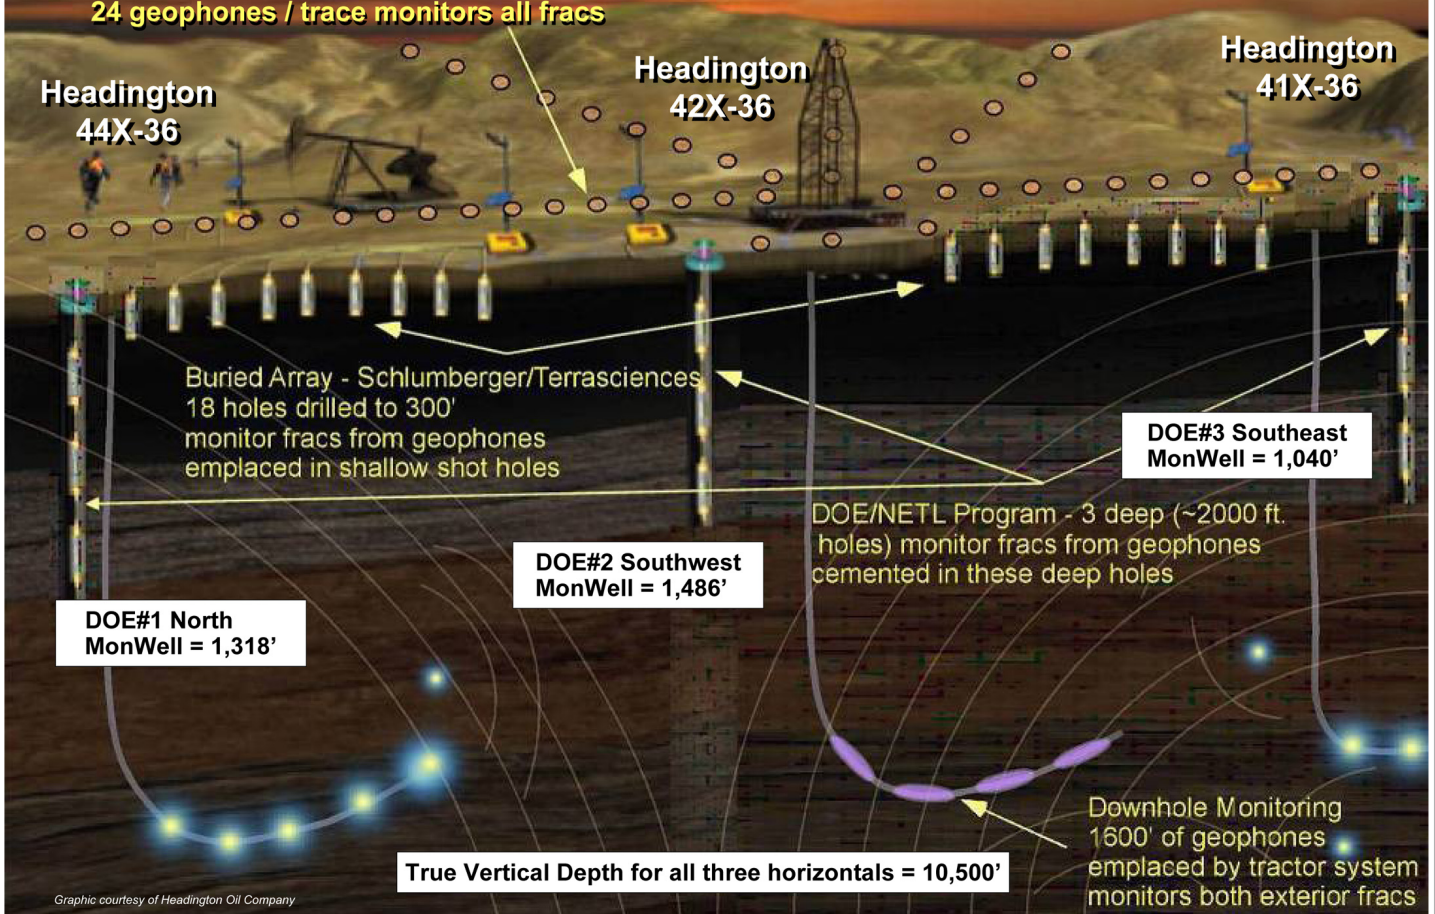 24 geophones / trace monitors all fracs
Headington
44X-36
Headington
42X-36
Headington
41X-36
Buried Array - Schlumberger/Terrasciences
18 holes drilled to 300'
monitor fracs from geophones
emplaced in shallow shot holes
DOE#3 Southeast
MonWell = 1,040’
DOE/NETL Program - 3 deep (~2000 ft.
holes) monitor fracs from geophones
cemented in these deep holes
DOE#2 Southwest
MonWell = 1,486’
DOE#1 North
MonWell = 1,318’
Downhole Monitoring
1600' of geophones
emplaced by tractor system
monitors both exterior fracs
True Vertical Depth for all three horizontals = 10,500’
Graphic courtesy of Headington Oil Company